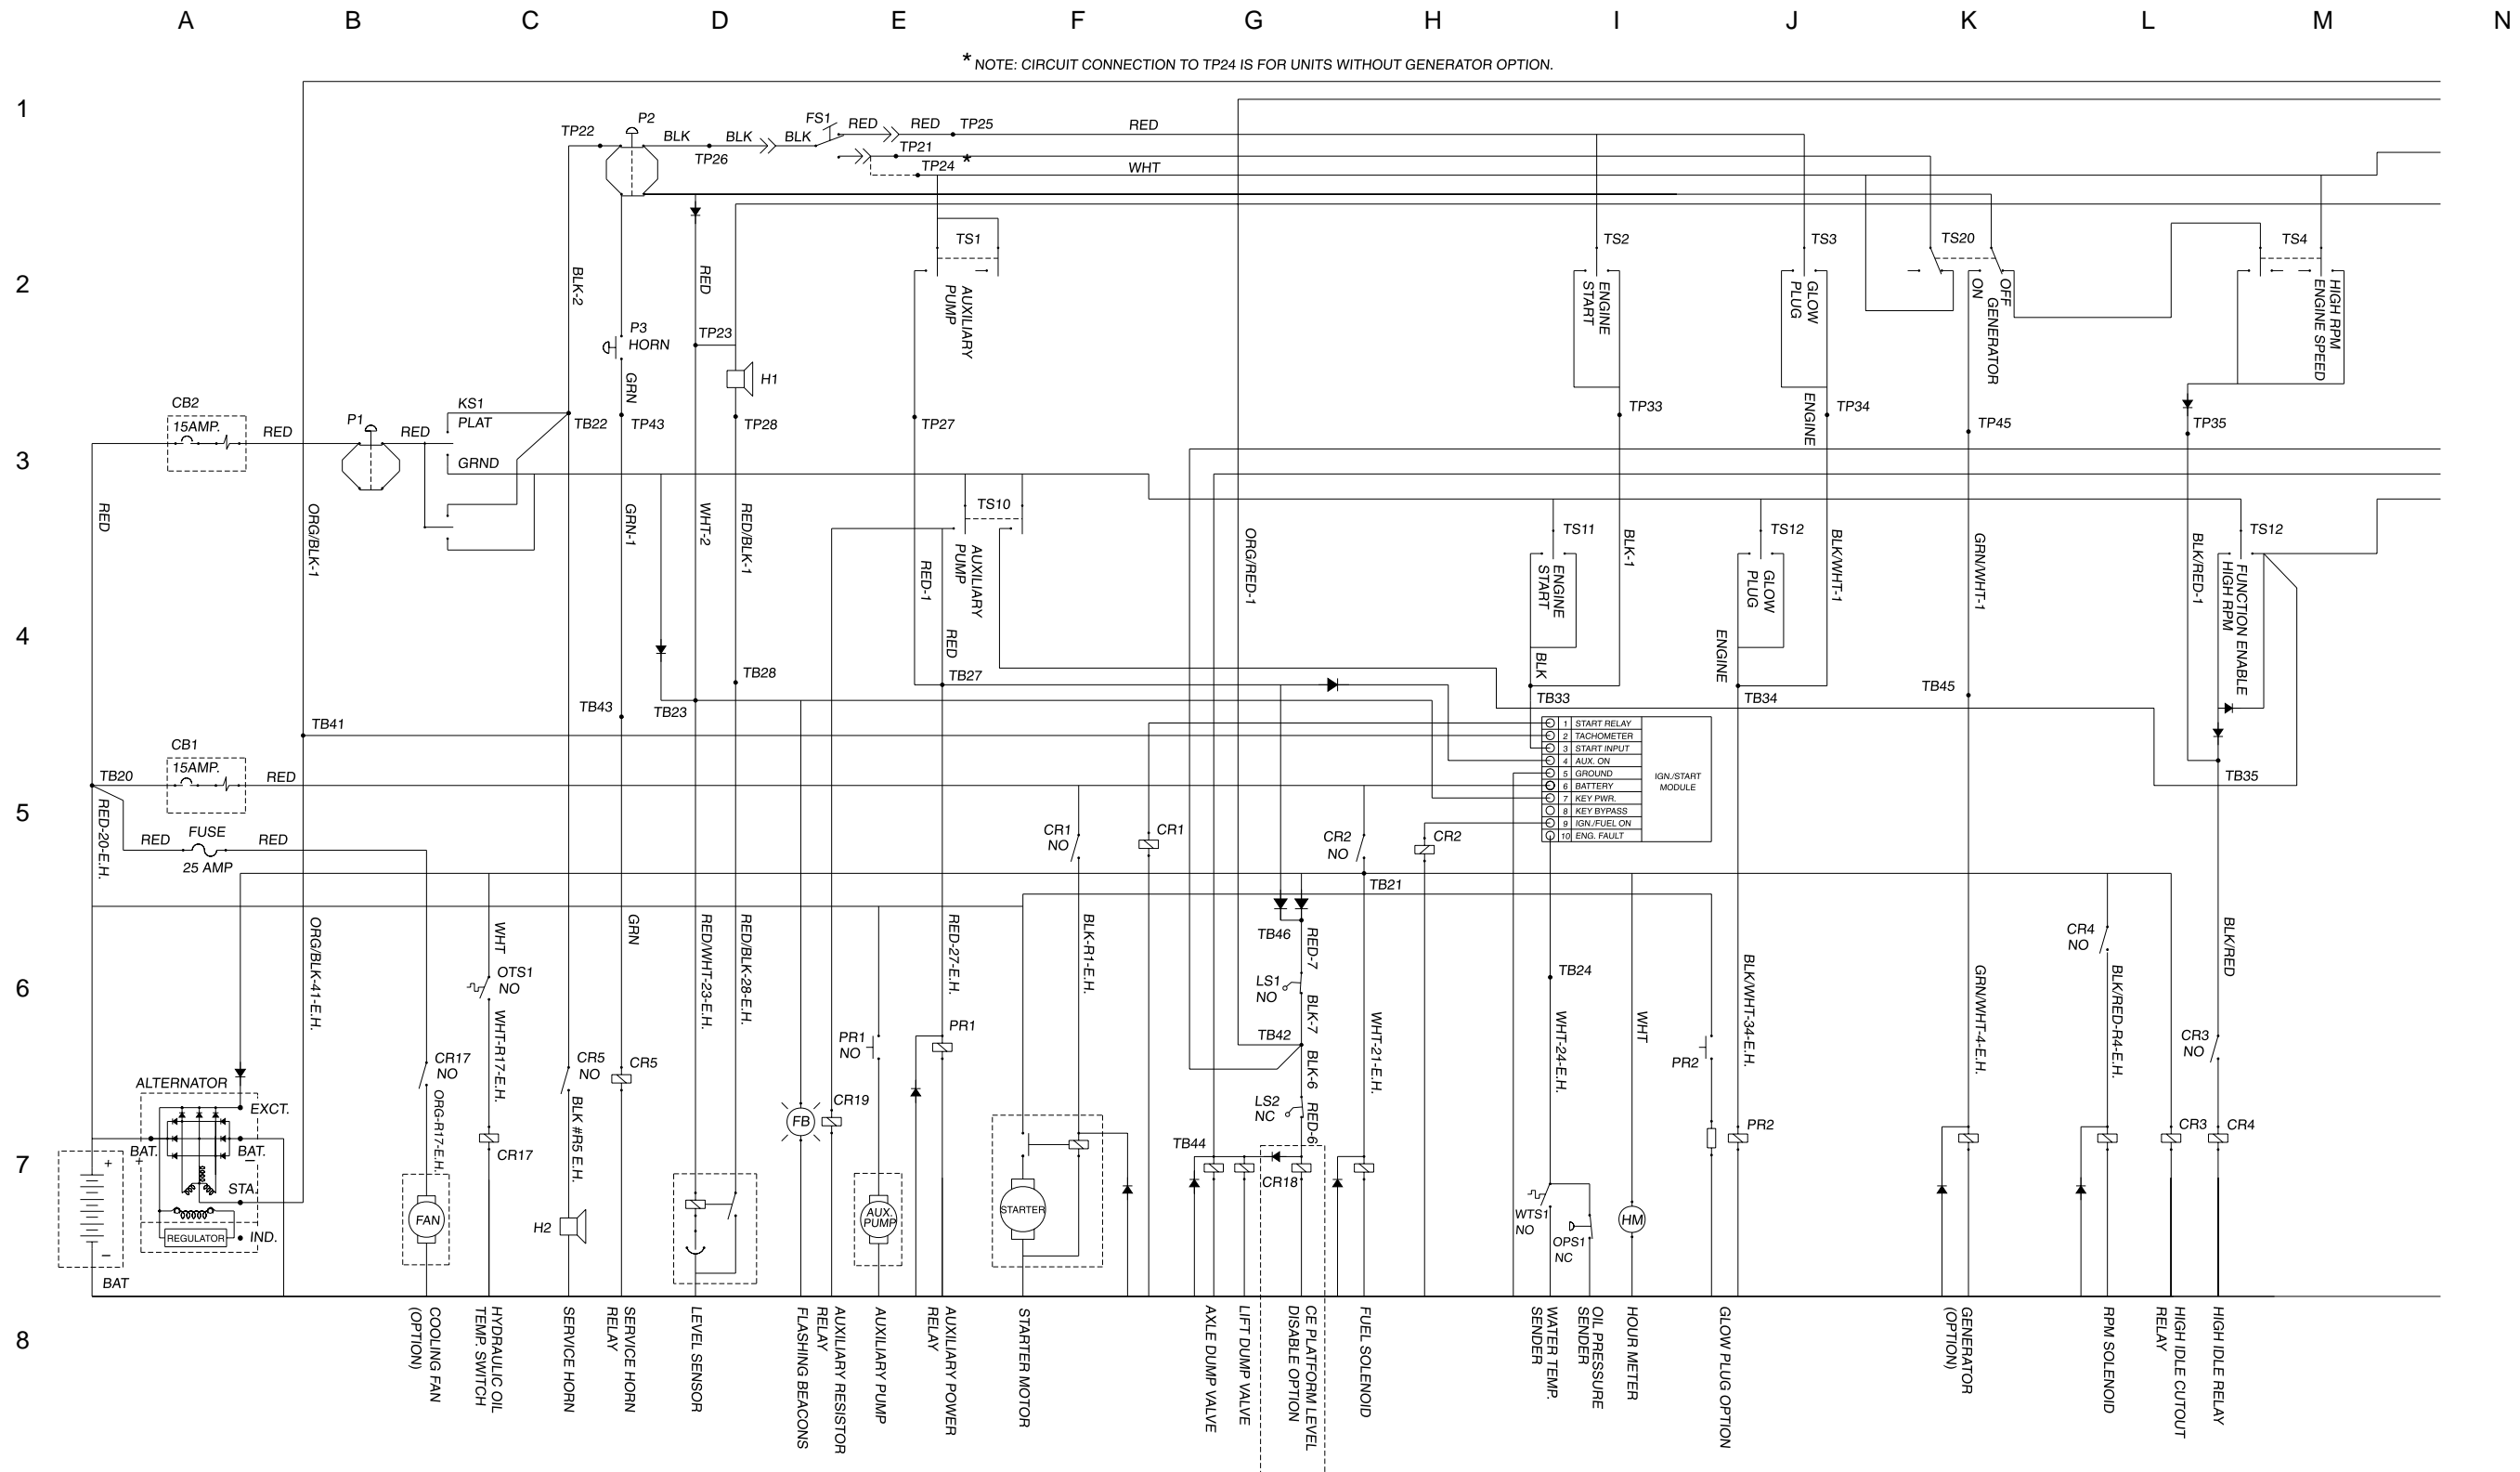 A B C D E F G H I J K L M N
* NOTE: CIRCUIT CONNECTION TO TP24 IS FOR UNITS WITHOUT GENERATOR OPTION.
1
TP22
P2
BLK
TP26
BLK
BLK
FS1
RED
RED
TP25
RED
TP21
*
TP24
WHT
2
BLK-2
P3
HORN
GRN
RED
TP23
H1
TS1
AUXILIARY
PUMP
TS2
ENGINE
START
TS3
GLOW
PLUG
TS20
ON
OFF
GENERATOR
TS4
HIGH RPM
ENGINE SPEED
3
CB2
15AMP.
RED
P1
RED
KS1
PLAT
GRND
TB22
TP43
TP28
TP27
TP33
ENGINE
TP34
TP45
TP35
RED
ORG/BLK-1
GRN-1
WHT-2
RED/BLK-1
RED-1
TS10
AUXILIARY
PUMP
ORG/RED-1
TS11
ENGINE
START
BLK-1
TS12
GLOW
PLUG
BLK/WHT-1
GRN/WHT-1
BLK/RED-1
TS12
FUNCTION ENABLE
HIGH RPM
4
TB43
TB23
TB28
RED
TB27
BLK
TB33
ENGINE
TB34
TB45
TB41
1 START RELAY
2 TACHOMETER
3 START INPUT
4 AUX. ON
5 GROUND
6 BATTERY
7 KEY PWR.
8 KEY BYPASS
9 IGN./FUEL ON
10 ENG. FAULT
IGN./START
MODULE
TB35
5
TB20
CB1
15AMP.
RED
RED-20-E.H.
RED
FUSE
25 AMP
RED
CR1
NO
CR1
CR2
NO
CR2
TB21
6
ORG/BLK-41-E.H.
WHT
OTS1
NO
WHT-R17-E.H.
GRN
RED/WHT-23-E.H.
RED/BLK-28-E.H.
RED-27-E.H.
BLK-R1-E.H.
TB46
RED-7
LS1
NO
BLK-7
TB42
BLK-6
WHT-21-E.H.
TB24
WHT-24-E.H.
WHT
PR2
BLK/WHT-34-E.H.
GRN/WHT-4-E.H.
CR4
NO
BLK/RED-R4-E.H.
BLK/RED
CR3
NO
CR17
NO
ORG-R17-E.H.
CR5
NO
CR5
BLK #R5 E.H.
PR1
NO
PR1
7
ALTERNATOR
EXCT.
BAT.
+
BAT.
−
STA.
REGULATOR
IND.
+
−
BAT
FAN
CR17
H2
FB
CR19
AUX.
PUMP
STARTER
TB44
LS2
NC
RED-6
CR18
WTS1
NO
OPS1
NC
HM
PR2
CR3
CR4
8
COOLING FAN
(OPTION)
HYDRAULIC OIL
TEMP. SWITCH
SERVICE HORN
SERVICE HORN
RELAY
LEVEL SENSOR
FLASHING BEACONS
AUXILIARY RESISTOR
RELAY
AUXILIARY PUMP
AUXILIARY POWER
RELAY
STARTER MOTOR
AXLE DUMP VALVE
LIFT DUMP VALVE
CE PLATFORM LEVEL
DISABLE OPTION
FUEL SOLENOID
WATER TEMP.
SENDER
OIL PRESSURE
SENDER
HOUR METER
GLOW PLUG OPTION
GENERATOR
(OPTION)
RPM SOLENOID
HIGH IDLE CUTOUT
RELAY
HIGH IDLE RELAY